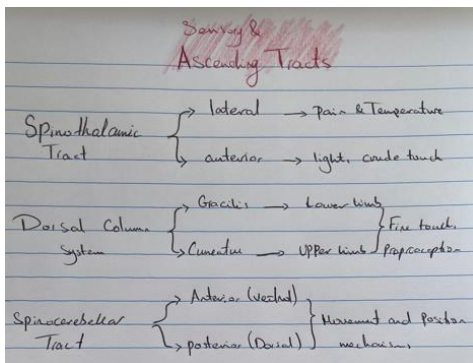 Sensory &
Ascending Tracts
Spinothalamic Tract
lateral → Pain & Temperature
anterior → light, crude touch
Dorsal Column System
Gracilis → Lower limb
Cuneatus → Upper limb
Fine touch, Proprioception
Spinocerebellar Tract
Anterior (Ventral)
posterior (Dorsal)
Movement and Position mechanisms